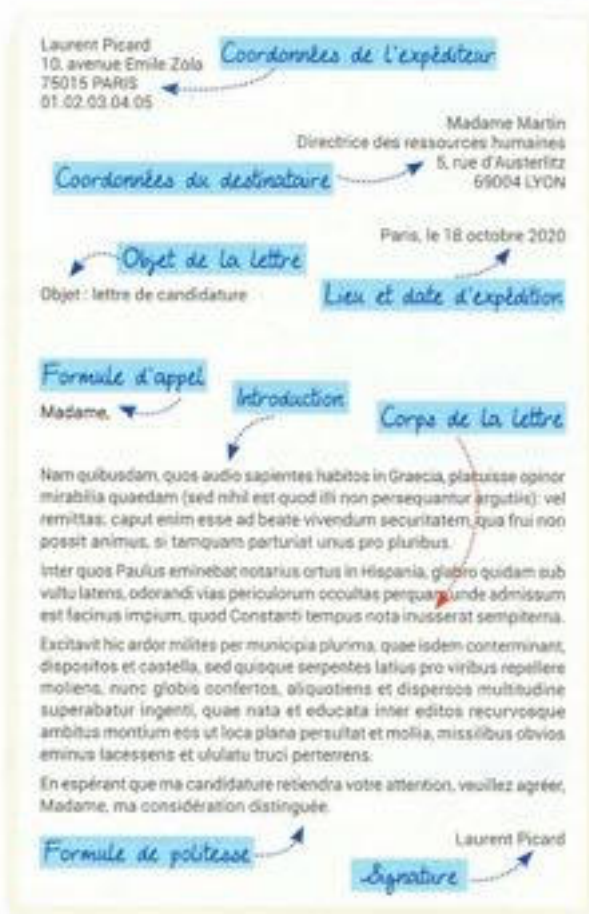 Laurent Picard
10, avenue Emile Zola
75015 PARIS
01.02.03.04.05
Coordonnées de l'expéditeur
Madame Martin
Directrice des ressources humaines
5, rue d'Austerlitz
69004 LYON
Coordonnées du destinataire
Paris, le 18 octobre 2020
Objet de la lettre
Objet : lettre de candidature
Lieu et date d'expédition
Formule d'appel
Madame,
Introduction
Corps de la lettre
Nam quibusdam, quos audio sapientes habitos in Graecia, placuisse opinor
mirabilia quaedam (sed nihil est quod illi non persequantur argutiis): vel
remittas; caput enim esse ad beate vivendum securitatem, qua frui non
possit animus, si tamquam parturiat unus pro pluribus.
Inter quos Paulus eminebat notarius ortus in Hispania, glabro quidam sub
vultu latens, odorandi vias periculorum occultas perquam unde admissum
est facinus impium, quod Constanti tempus nota inusserat sempiterna.
Excitavit hic ardor milites per municipia plurima, quae isdem conterminant,
dispositos et castella, sed quisque serpentes latius pro viribus repellere
moliens, nunc globis confertos, aliquotiens et dispersos multitudine
superabatur ingenti, quae nata et educata inter editos recurvosque
ambitus montium eos ut loca plana persultat et mollia, missilibus obvios
eminus lacessens et ululatu truci perterrens.
En espérant que ma candidature retiendra votre attention, veuillez agréer,
Madame, ma considération distinguée.
Formule de politesse
Laurent Picard
Signature